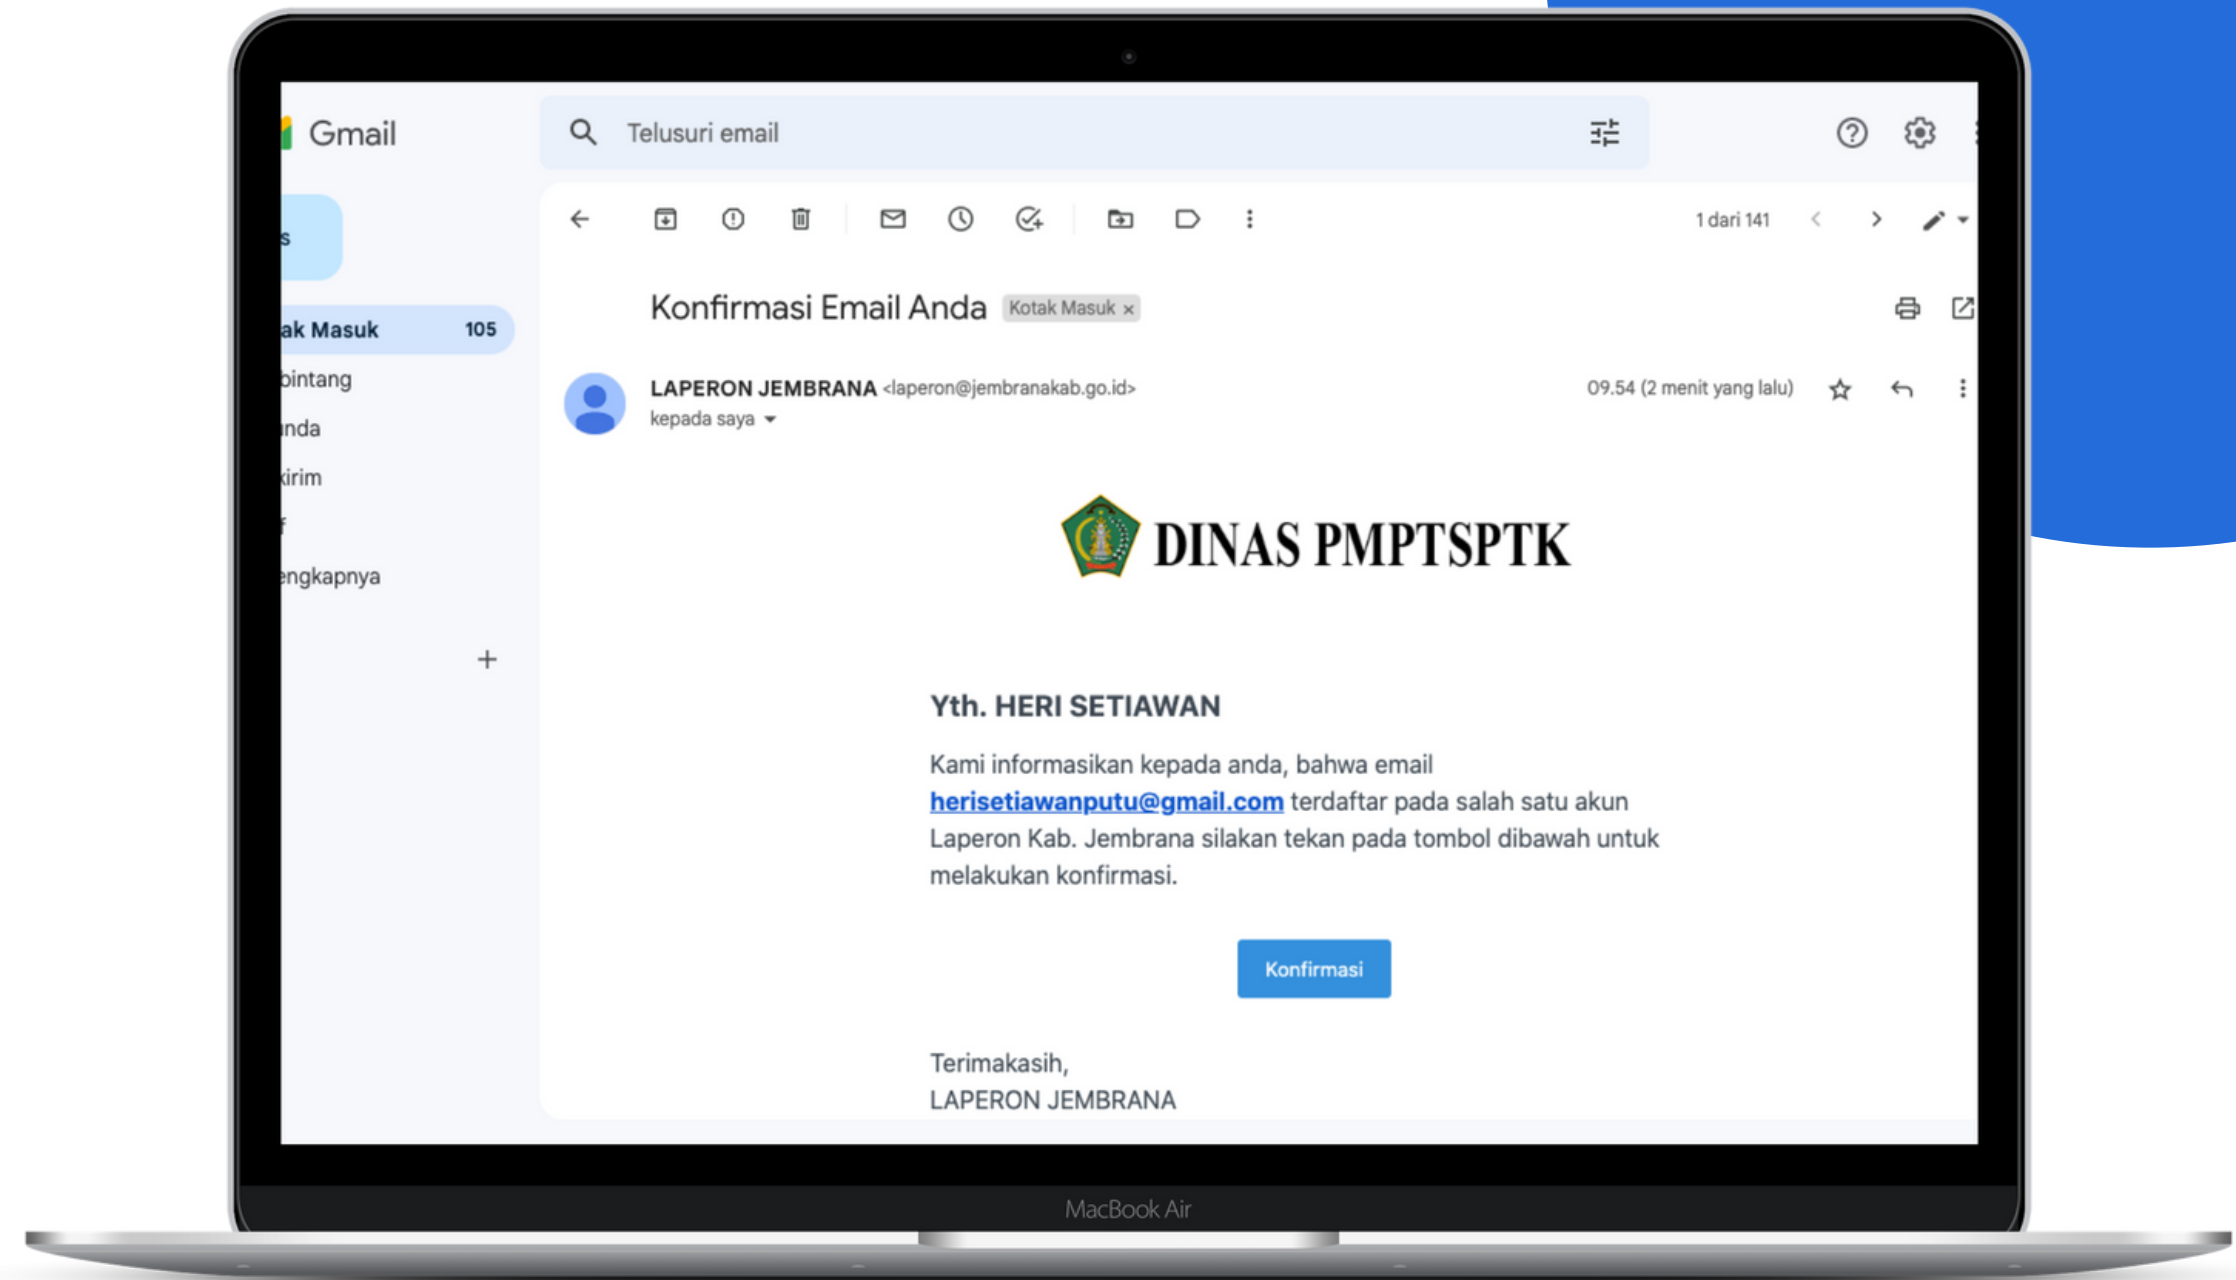 Gmail
Telusuri email
s
1 dari 141
Konfirmasi Email Anda Kotak Masuk x
ak Masuk 105
bintang
LAPERON JEMBRANA <laperon@jembranakab.go.id> 09.54 (2 menit yang lalu)
kepada saya
unda
kirim
f
engkapnya
DINAS PMPTSPTK
Yth. HERI SETIAWAN
Kami informasikan kepada anda, bahwa email
herisetiawanputu@gmail.com terdaftar pada salah satu akun
Laperon Kab. Jembrana silakan tekan pada tombol dibawah untuk
melakukan konfirmasi.
Konfirmasi
Terimakasih,
LAPERON JEMBRANA
MacBook Air